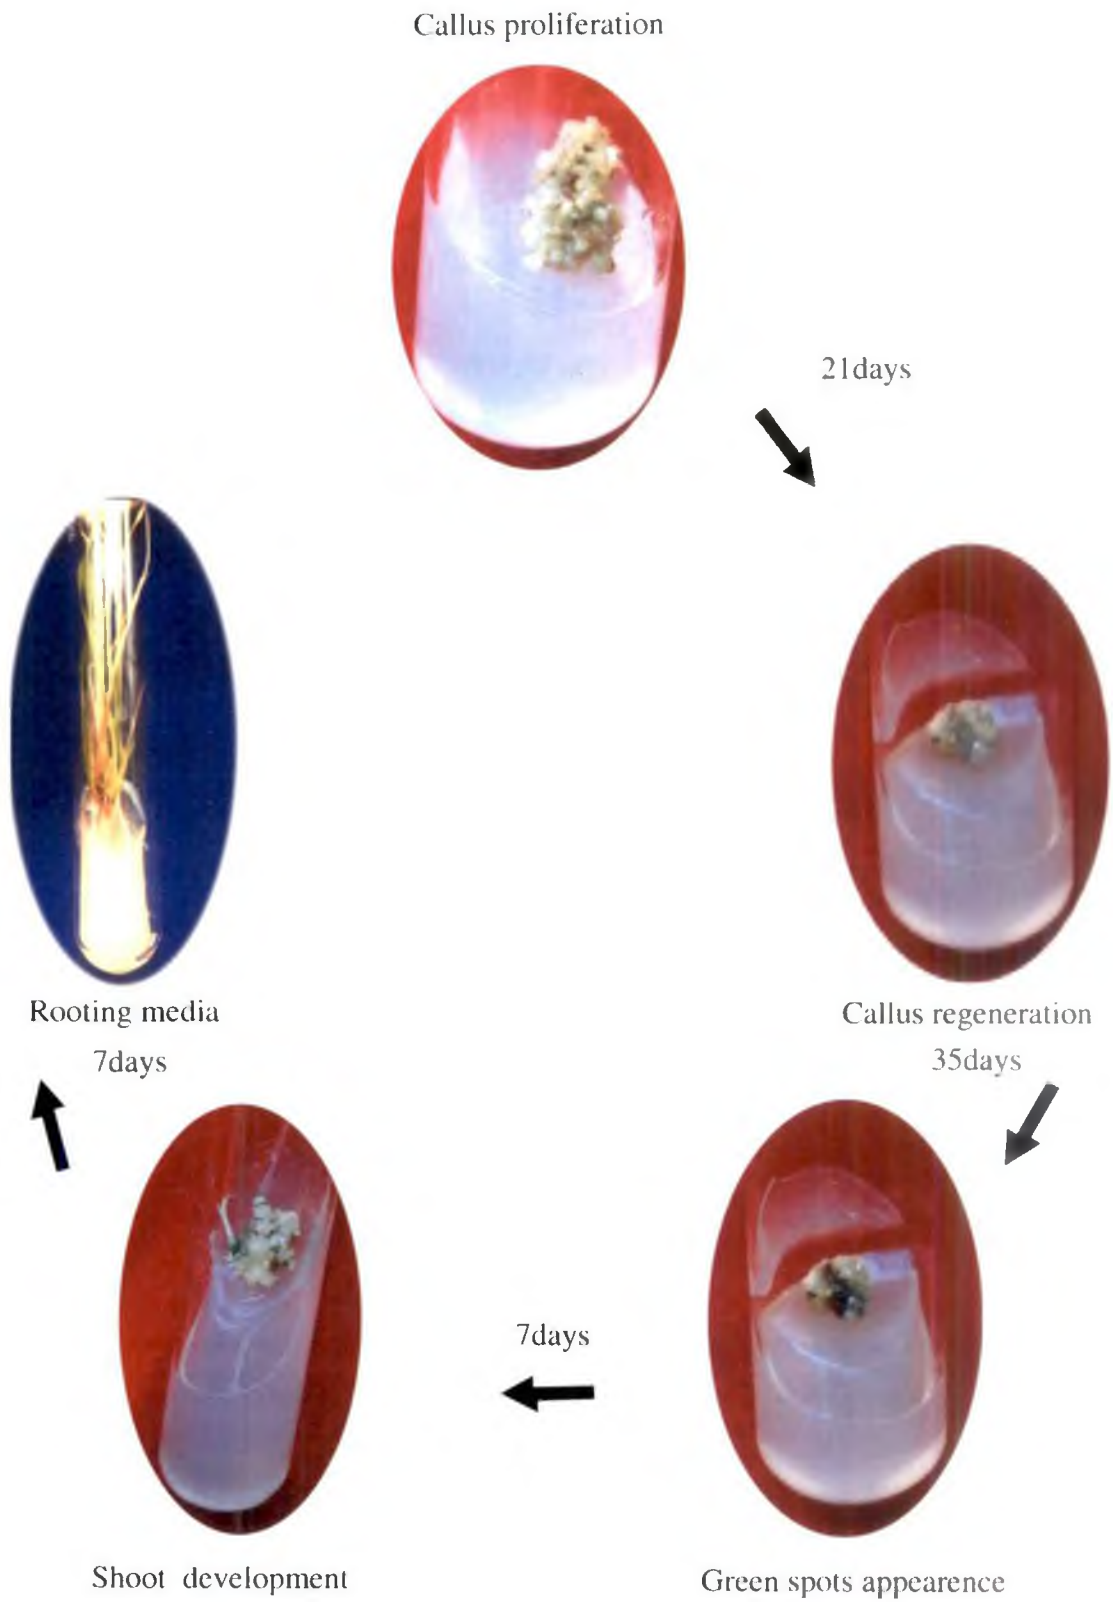 Callus proliferation
21days
Callus regeneration
35days
Green spots appearence
7days
Shoot development
Rooting media
7days